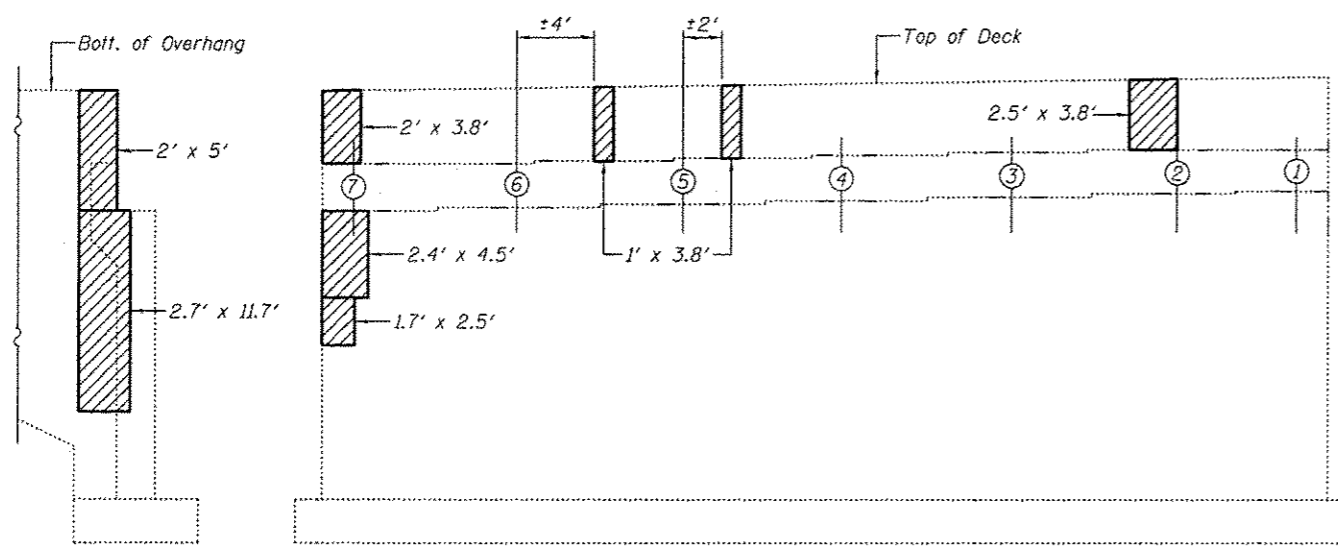 ±4'
±2'
Bott. of Overhang
Top of Deck
2' x 5'
2' x 3.8'
2.5' x 3.8'
7
6
5
4
3
2
1
2.4' x 4.5'
1' x 3.8'
2.7' x 11.7'
1.7' x 2.5'